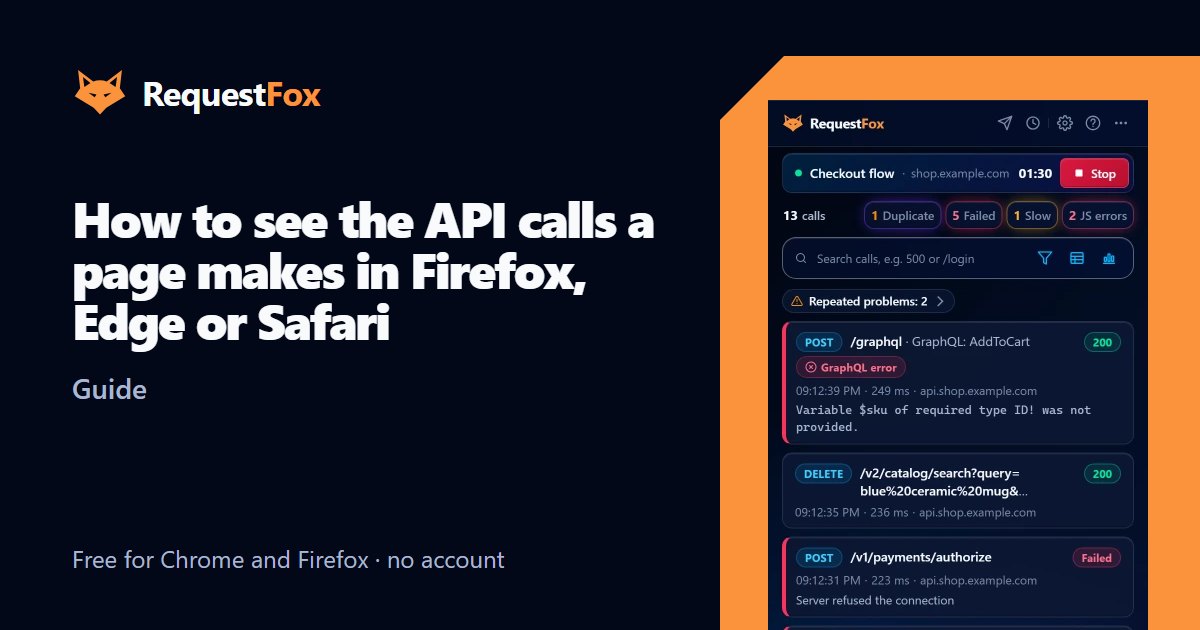 RequestFox
How to see the API calls a
page makes in Firefox,
Edge or Safari
Guide
Free for Chrome and Firefox · no account
RequestFox
Checkout flow · shop.example.com 01:30 Stop
13 calls 1 Duplicate 5 Failed 1 Slow 2 JS errors
Search calls, e.g. 500 or /login
Repeated problems: 2
POST /graphql · GraphQL: AddToCart 200
GraphQL error
09:12:39 PM · 249 ms · api.shop.example.com
Variable $sku of required type ID! was not
provided.
DELETE /v2/catalog/search?query= 200
blue%20ceramic%20mug&...
09:12:35 PM · 236 ms · api.shop.example.com
POST /v1/payments/authorize Failed
09:12:31 PM · 223 ms · api.shop.example.com
Server refused the connection